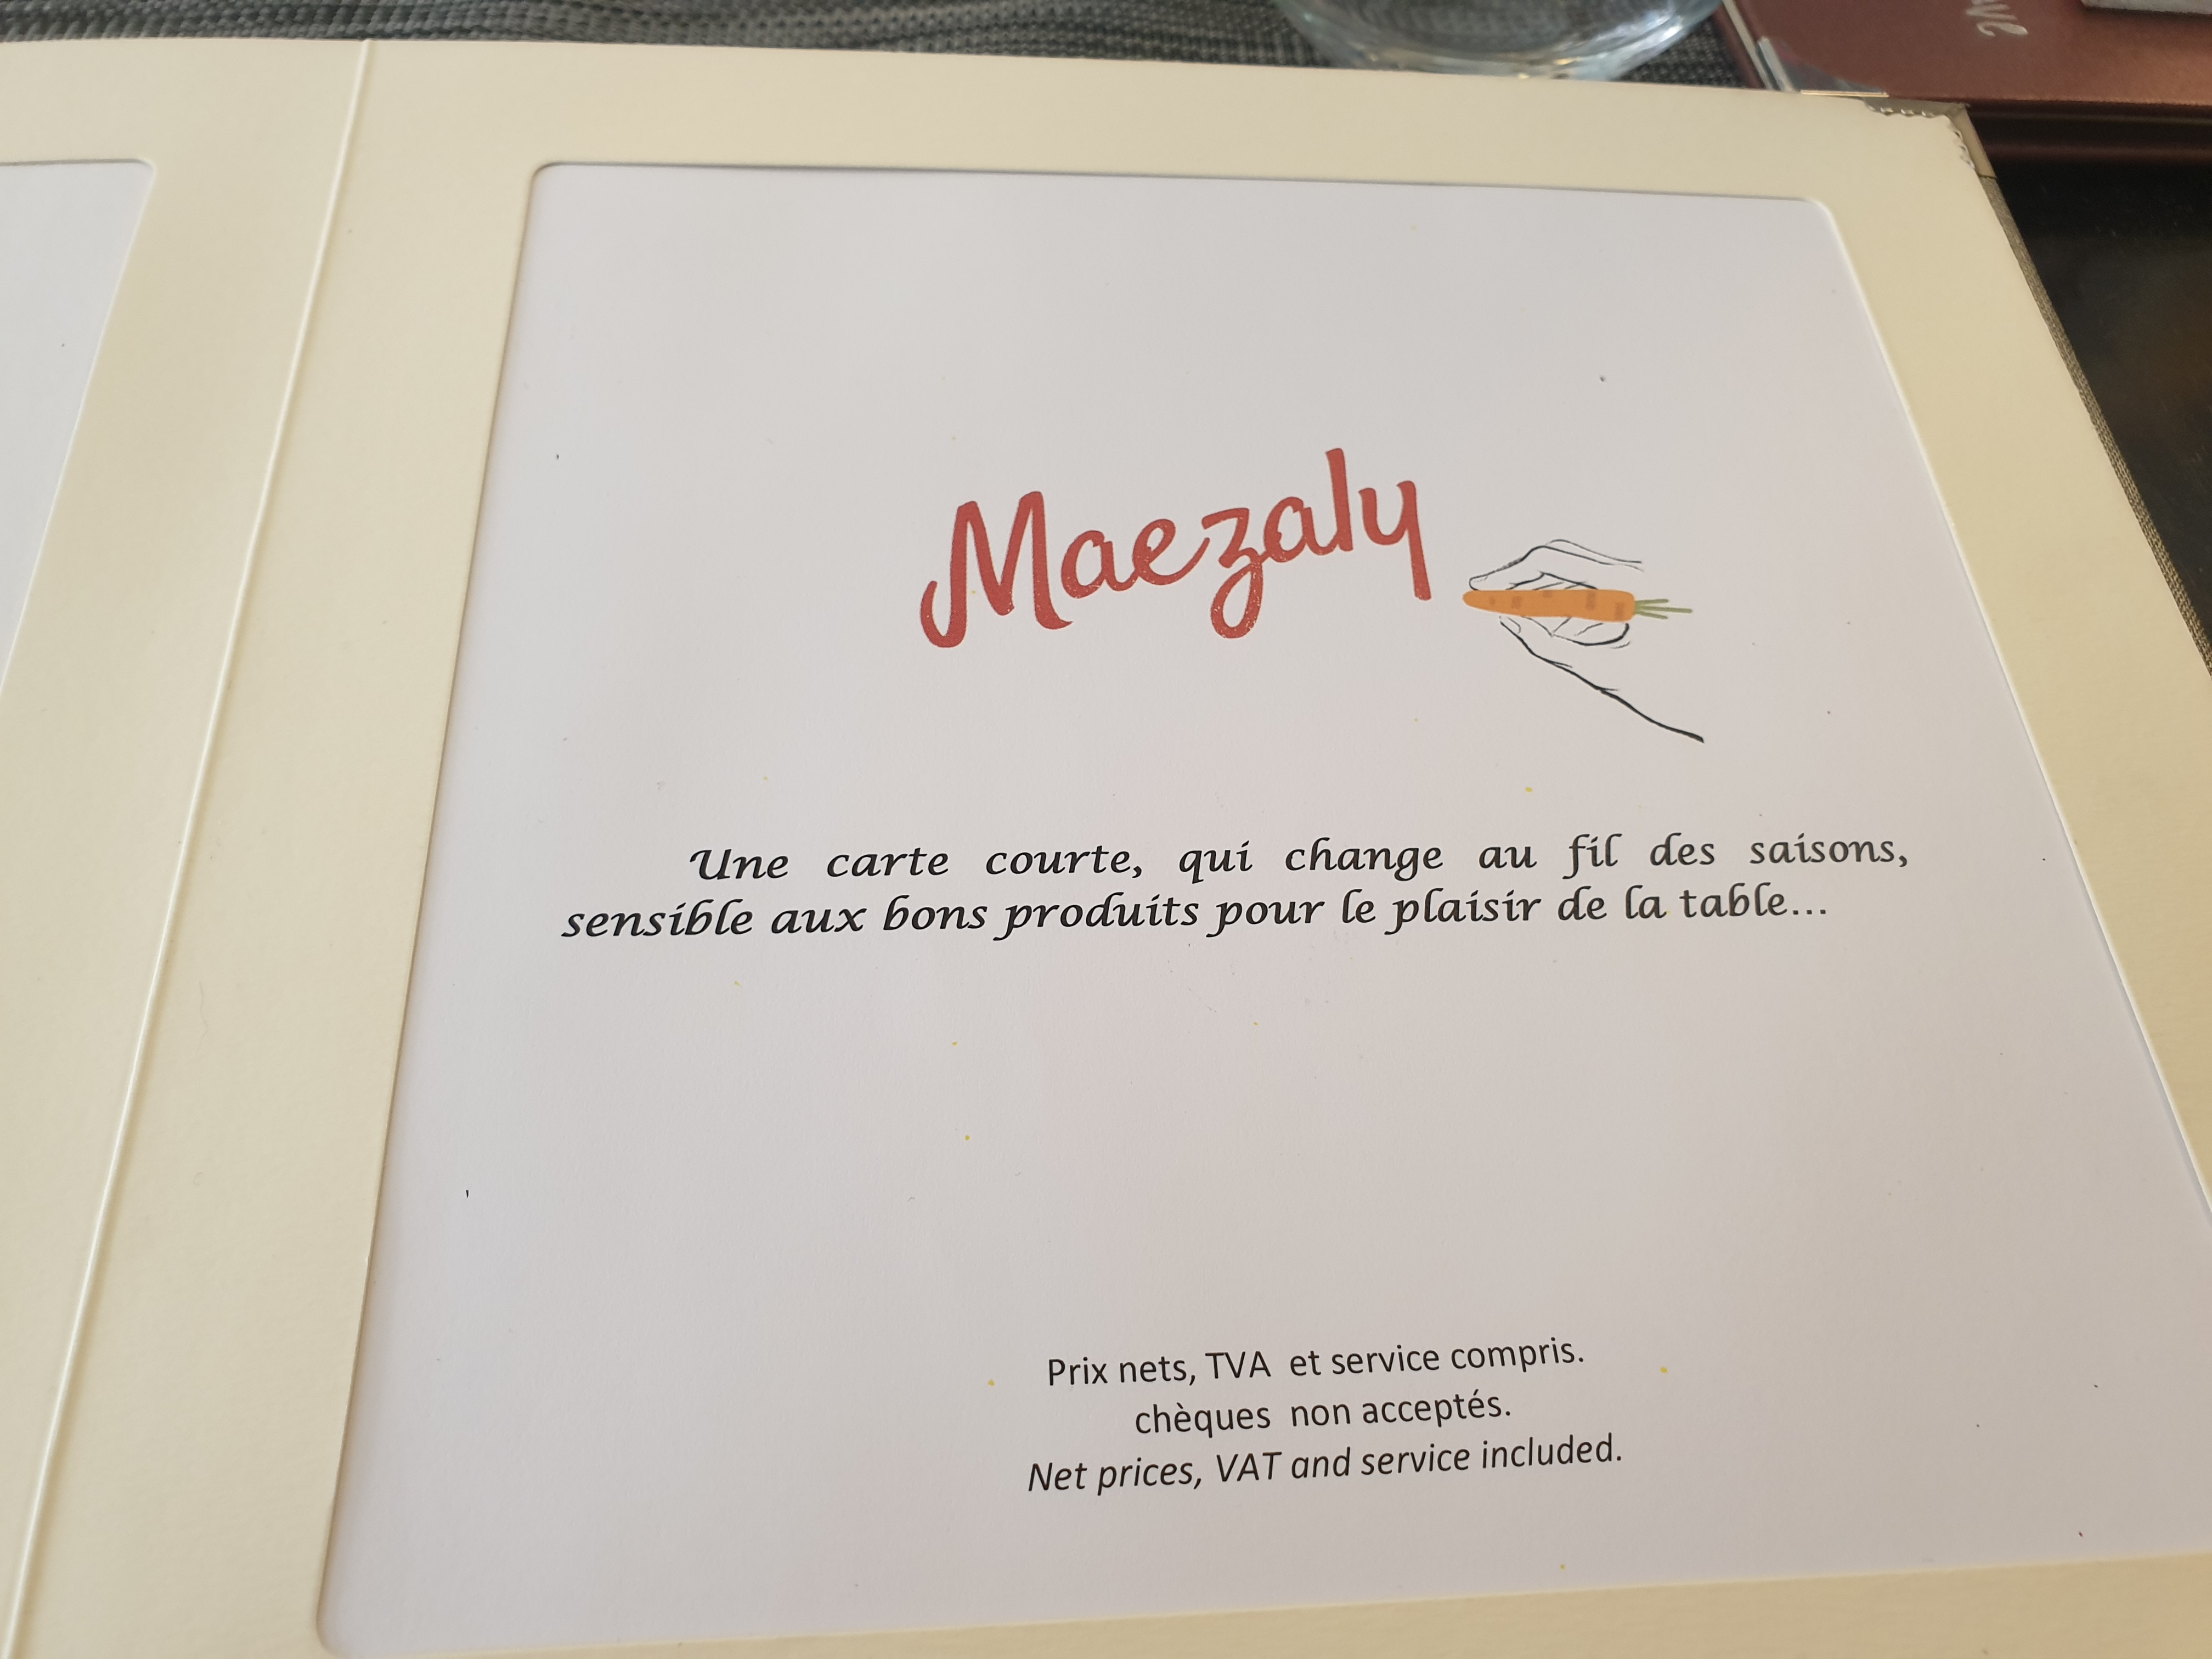 Maezaly
Une carte courte, qui change au fil des saisons,
sensible aux bons produits pour le plaisir de la table...
Prix nets, TVA et service compris.
chèques non acceptés.
Net prices, VAT and service included.